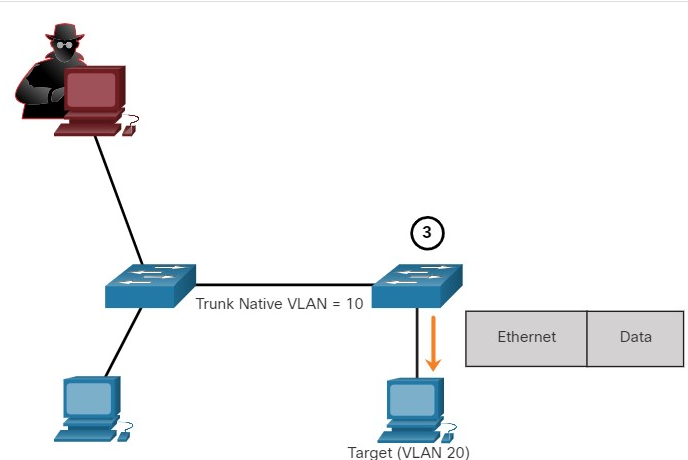 3
Trunk Native VLAN = 10
Ethernet
Data
Target (VLAN 20)